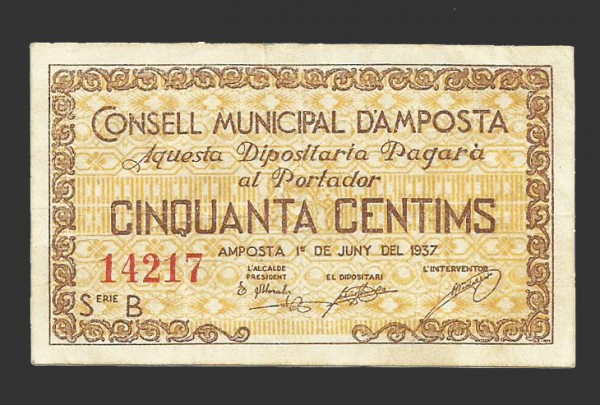 CONSELL MUNICIPAL D'AMPOSTA
Aquesta Dipositaria Pagarà
al Portador
CINQUANTA CENTIMS
AMPOSTA 1er DE JUNY DEL 1937
14217
L'ALCALDE
PRESIDENT
EL DIPOSITARI
L'INTERVENTOR
SERIE B